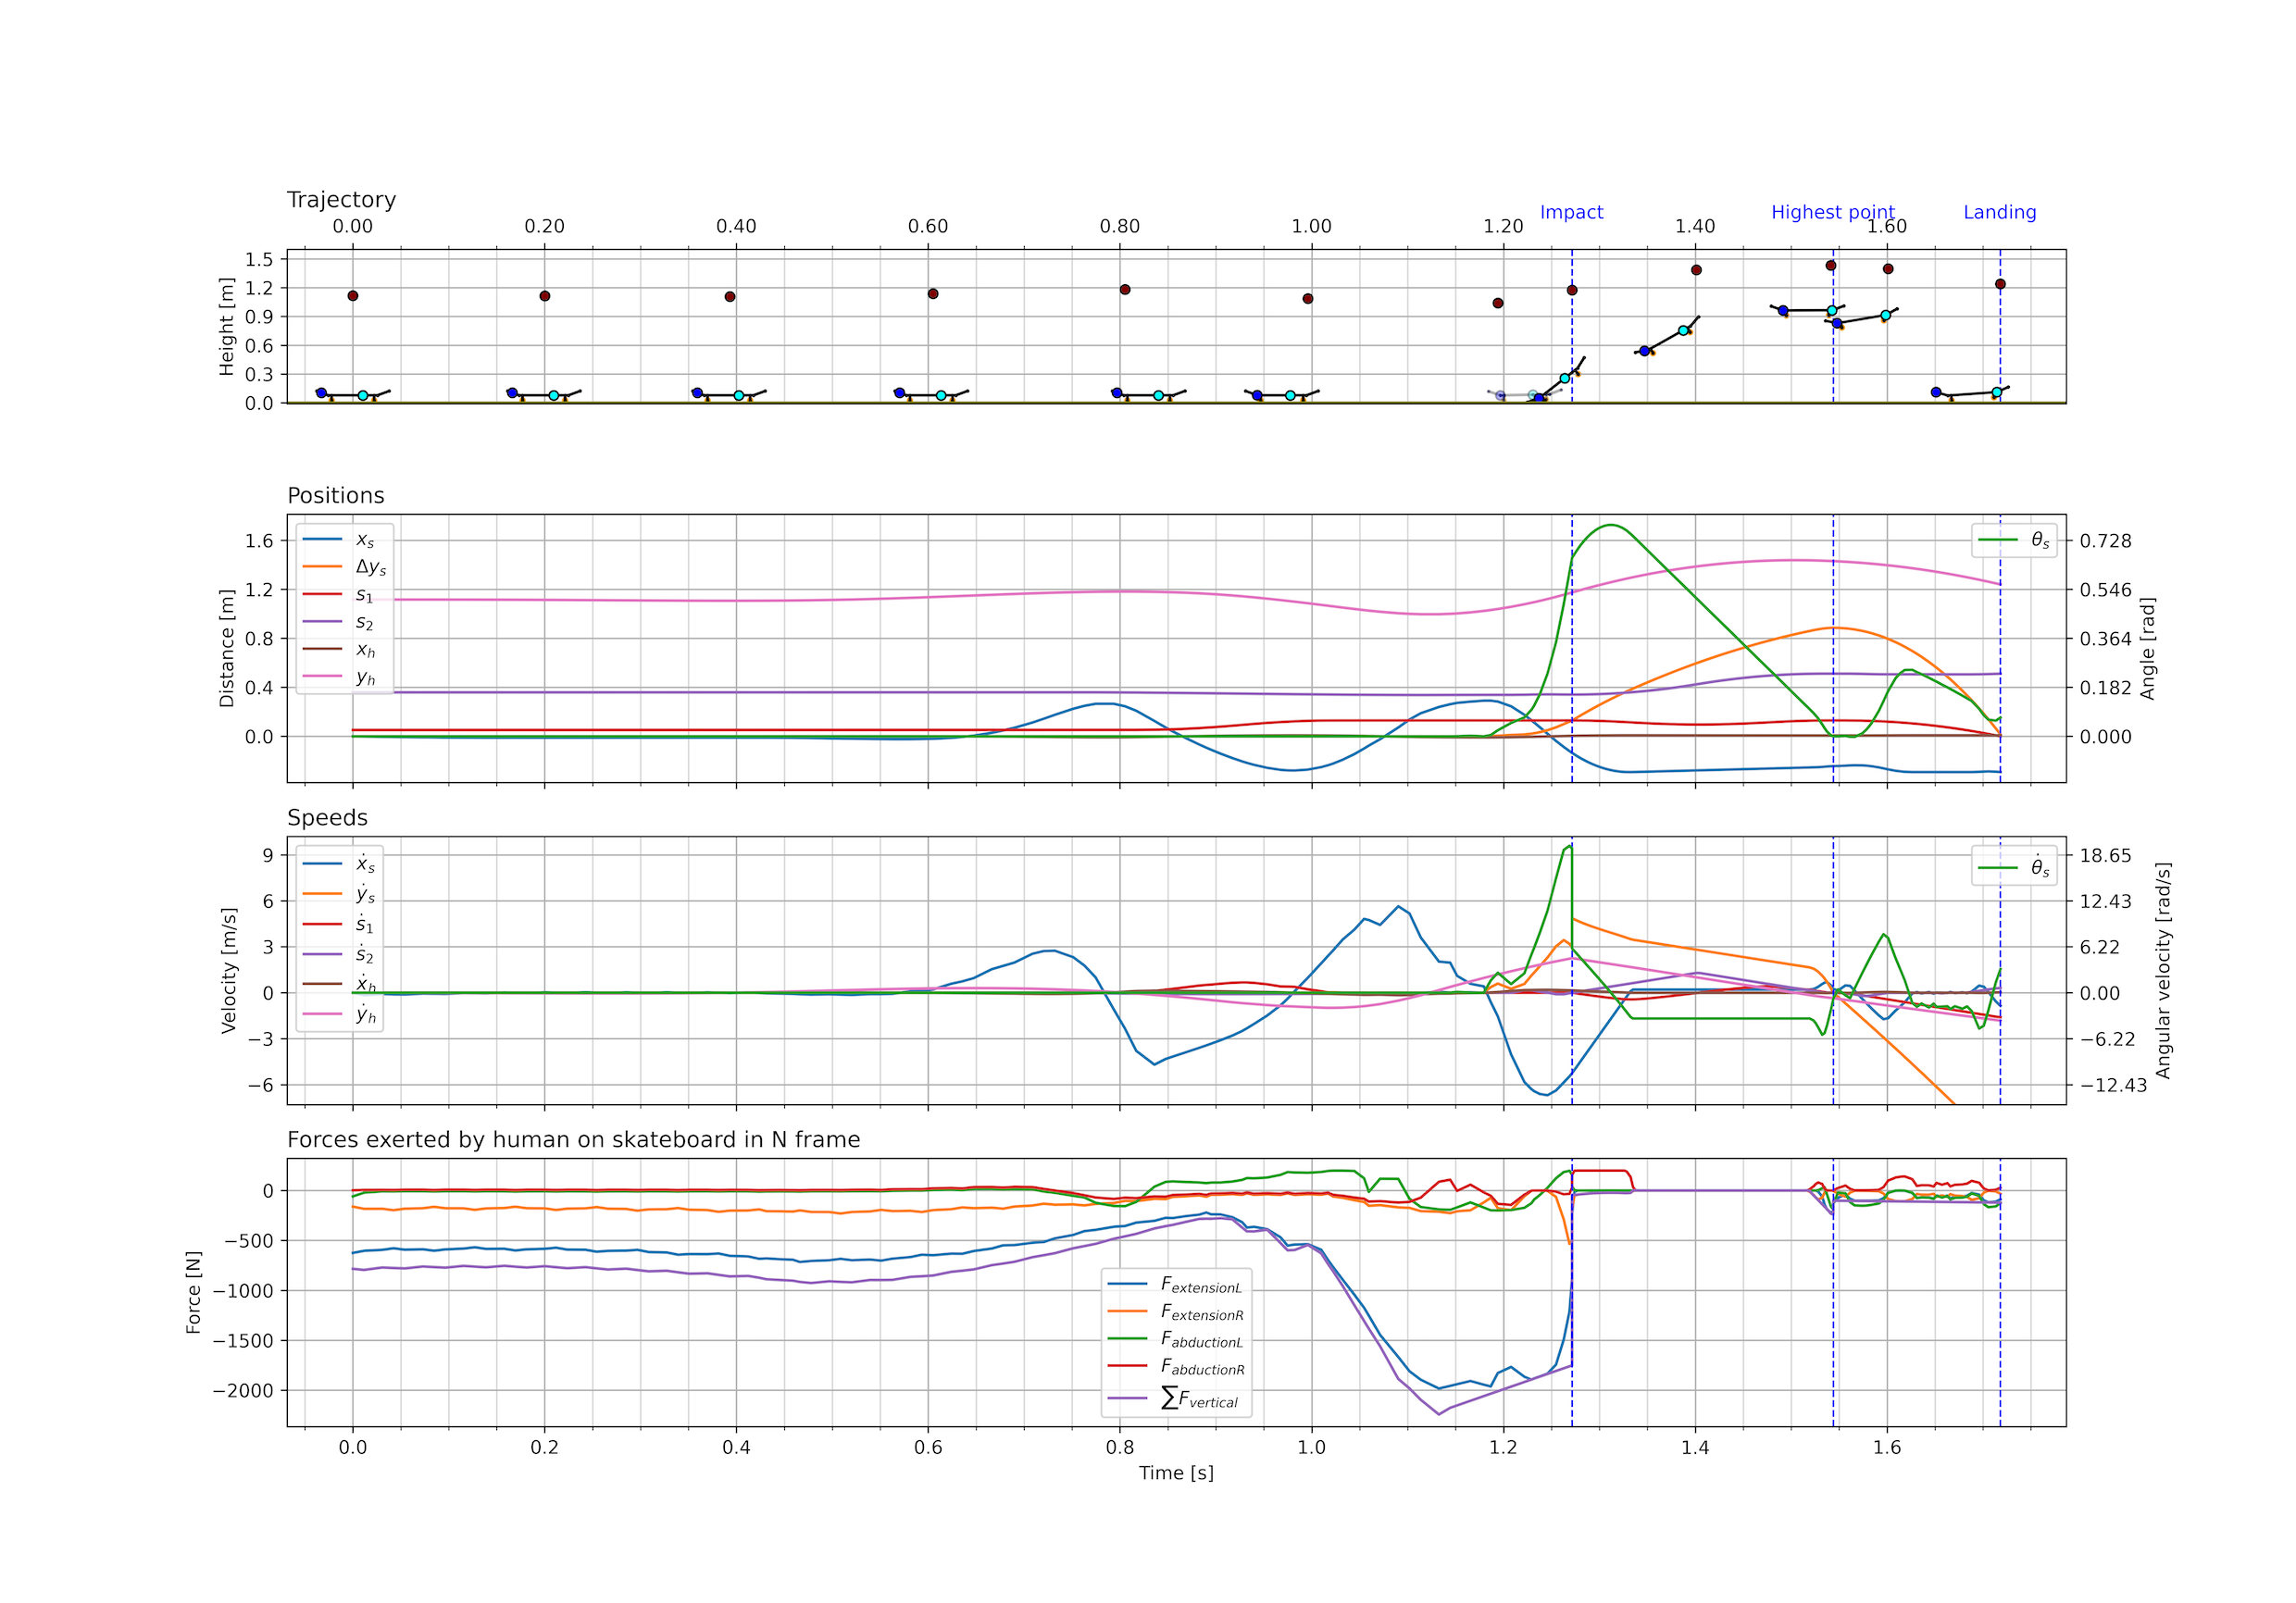 Trajectory
Impact Highest point Landing
0.00 0.20 0.40 0.60 0.80 1.00 1.20 1.40 1.60
Height [m]
1.5
1.2
0.9
0.6
0.3
0.0
Positions
Distance [m]
1.6
1.2
0.8
0.4
0.0
x_s
Δy_s
s_1
s_2
x_h
y_h
θ_s
0.728
0.546
0.364
0.182
0.000
Angle [rad]
Speeds
Velocity [m/s]
9
6
3
0
−3
−6
ẋ_s
ẏ_s
ṡ_1
ṡ_2
ẋ_h
ẏ_h
θ̇_s
18.65
12.43
6.22
0.00
−6.22
−12.43
Angular velocity [rad/s]
Forces exerted by human on skateboard in N frame
Force [N]
0
−500
−1000
−1500
−2000
F_extensionL
F_extensionR
F_abductionL
F_abductionR
∑F_vertical
0.0 0.2 0.4 0.6 0.8 1.0 1.2 1.4 1.6
Time [s]